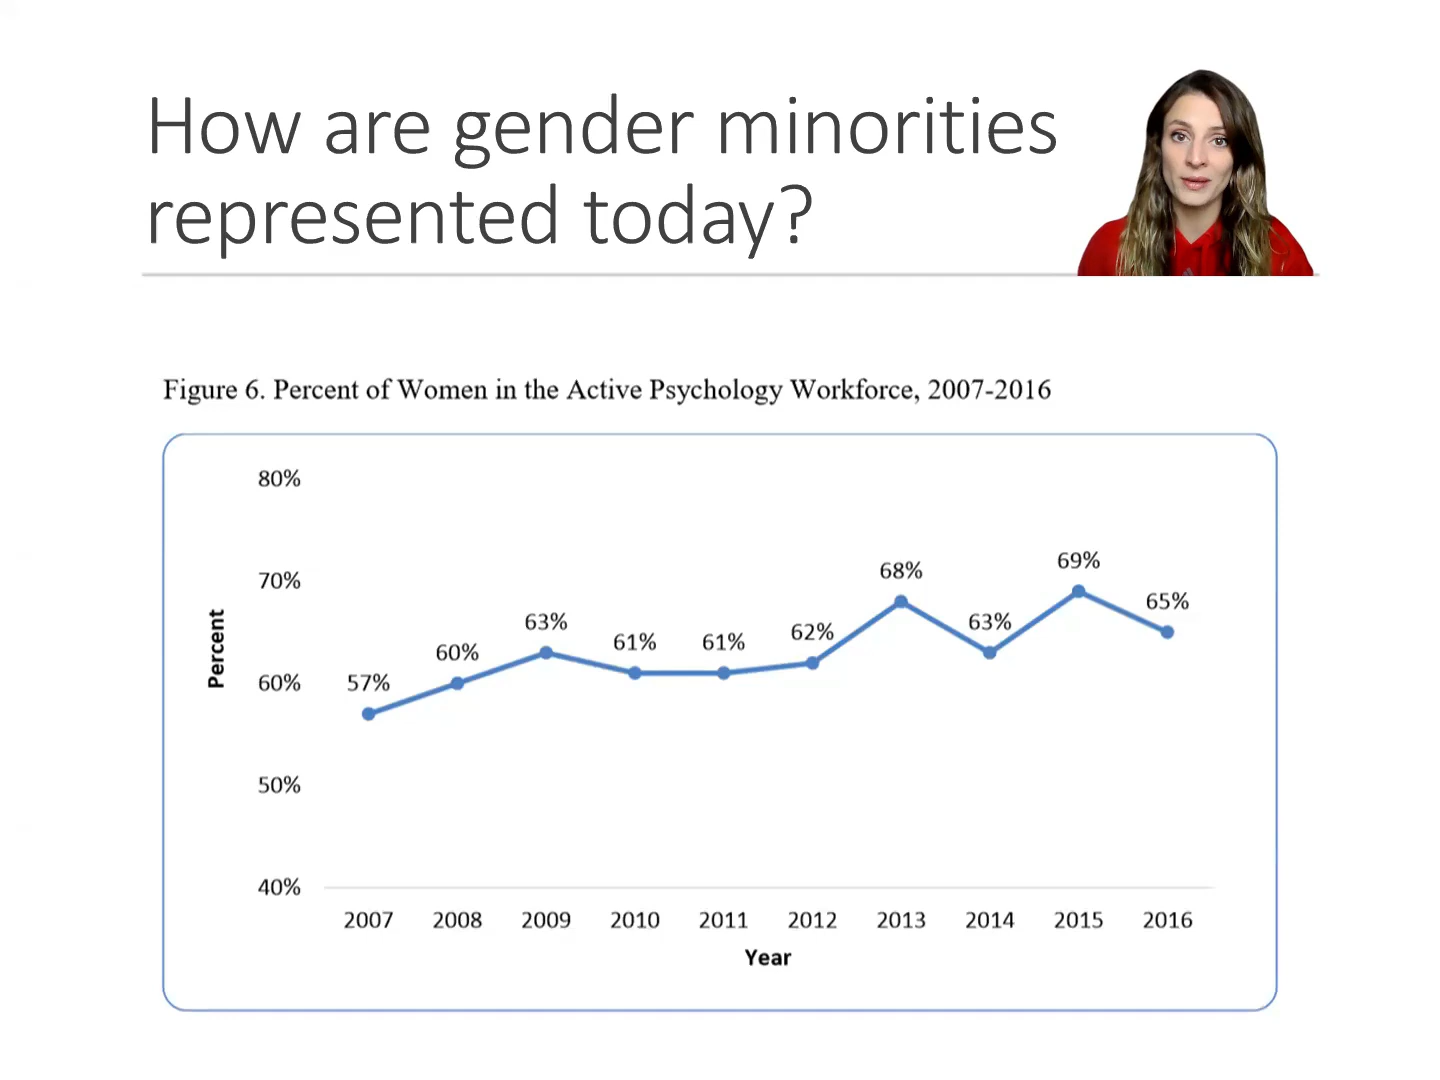 How are gender minorities
represented today?
Figure 6. Percent of Women in the Active Psychology Workforce, 2007-2016
80%
70%
60%
50%
40%
Percent
57%
60%
63%
61%
61%
62%
68%
63%
69%
65%
2007 2008 2009 2010 2011 2012 2013 2014 2015 2016
Year